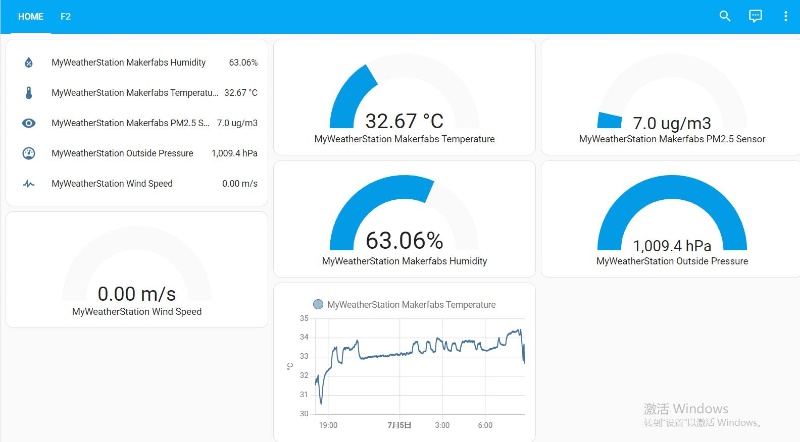 HOME F2
MyWeatherStation Makerfabs Humidity 63.06%
MyWeatherStation Makerfabs Temperatu... 32.67 °C
MyWeatherStation Makerfabs PM2.5 S... 7.0 ug/m3
MyWeatherStation Outside Pressure 1,009.4 hPa
MyWeatherStation Wind Speed 0.00 m/s
0.00 m/s
MyWeatherStation Wind Speed
32.67 °C
MyWeatherStation Makerfabs Temperature
63.06%
MyWeatherStation Makerfabs Humidity
MyWeatherStation Makerfabs Temperature
35
34
33
32
31
30
°C
19:00 7月5日 3:00 6:00
7.0 ug/m3
MyWeatherStation Makerfabs PM2.5 Sensor
1,009.4 hPa
MyWeatherStation Outside Pressure
激活 Windows
转到"设置"以激活 Windows。